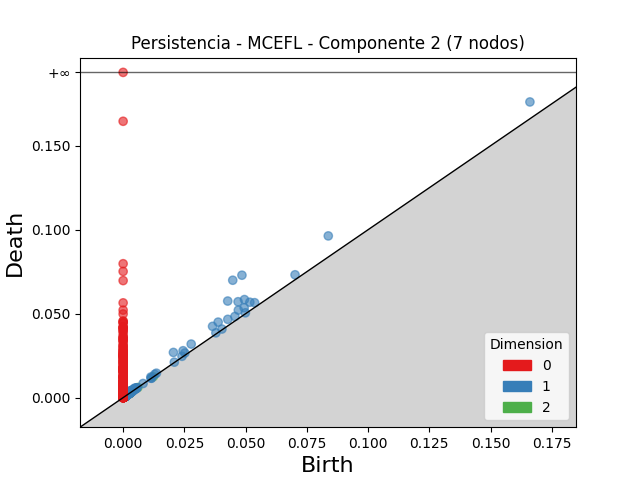 Persistencia - MCEFL - Componente 2 (7 nodos)
+∞
0.150
0.100
0.050
0.000
Death
0.000 0.025 0.050 0.075 0.100 0.125 0.150 0.175
Birth
Dimension
0
1
2